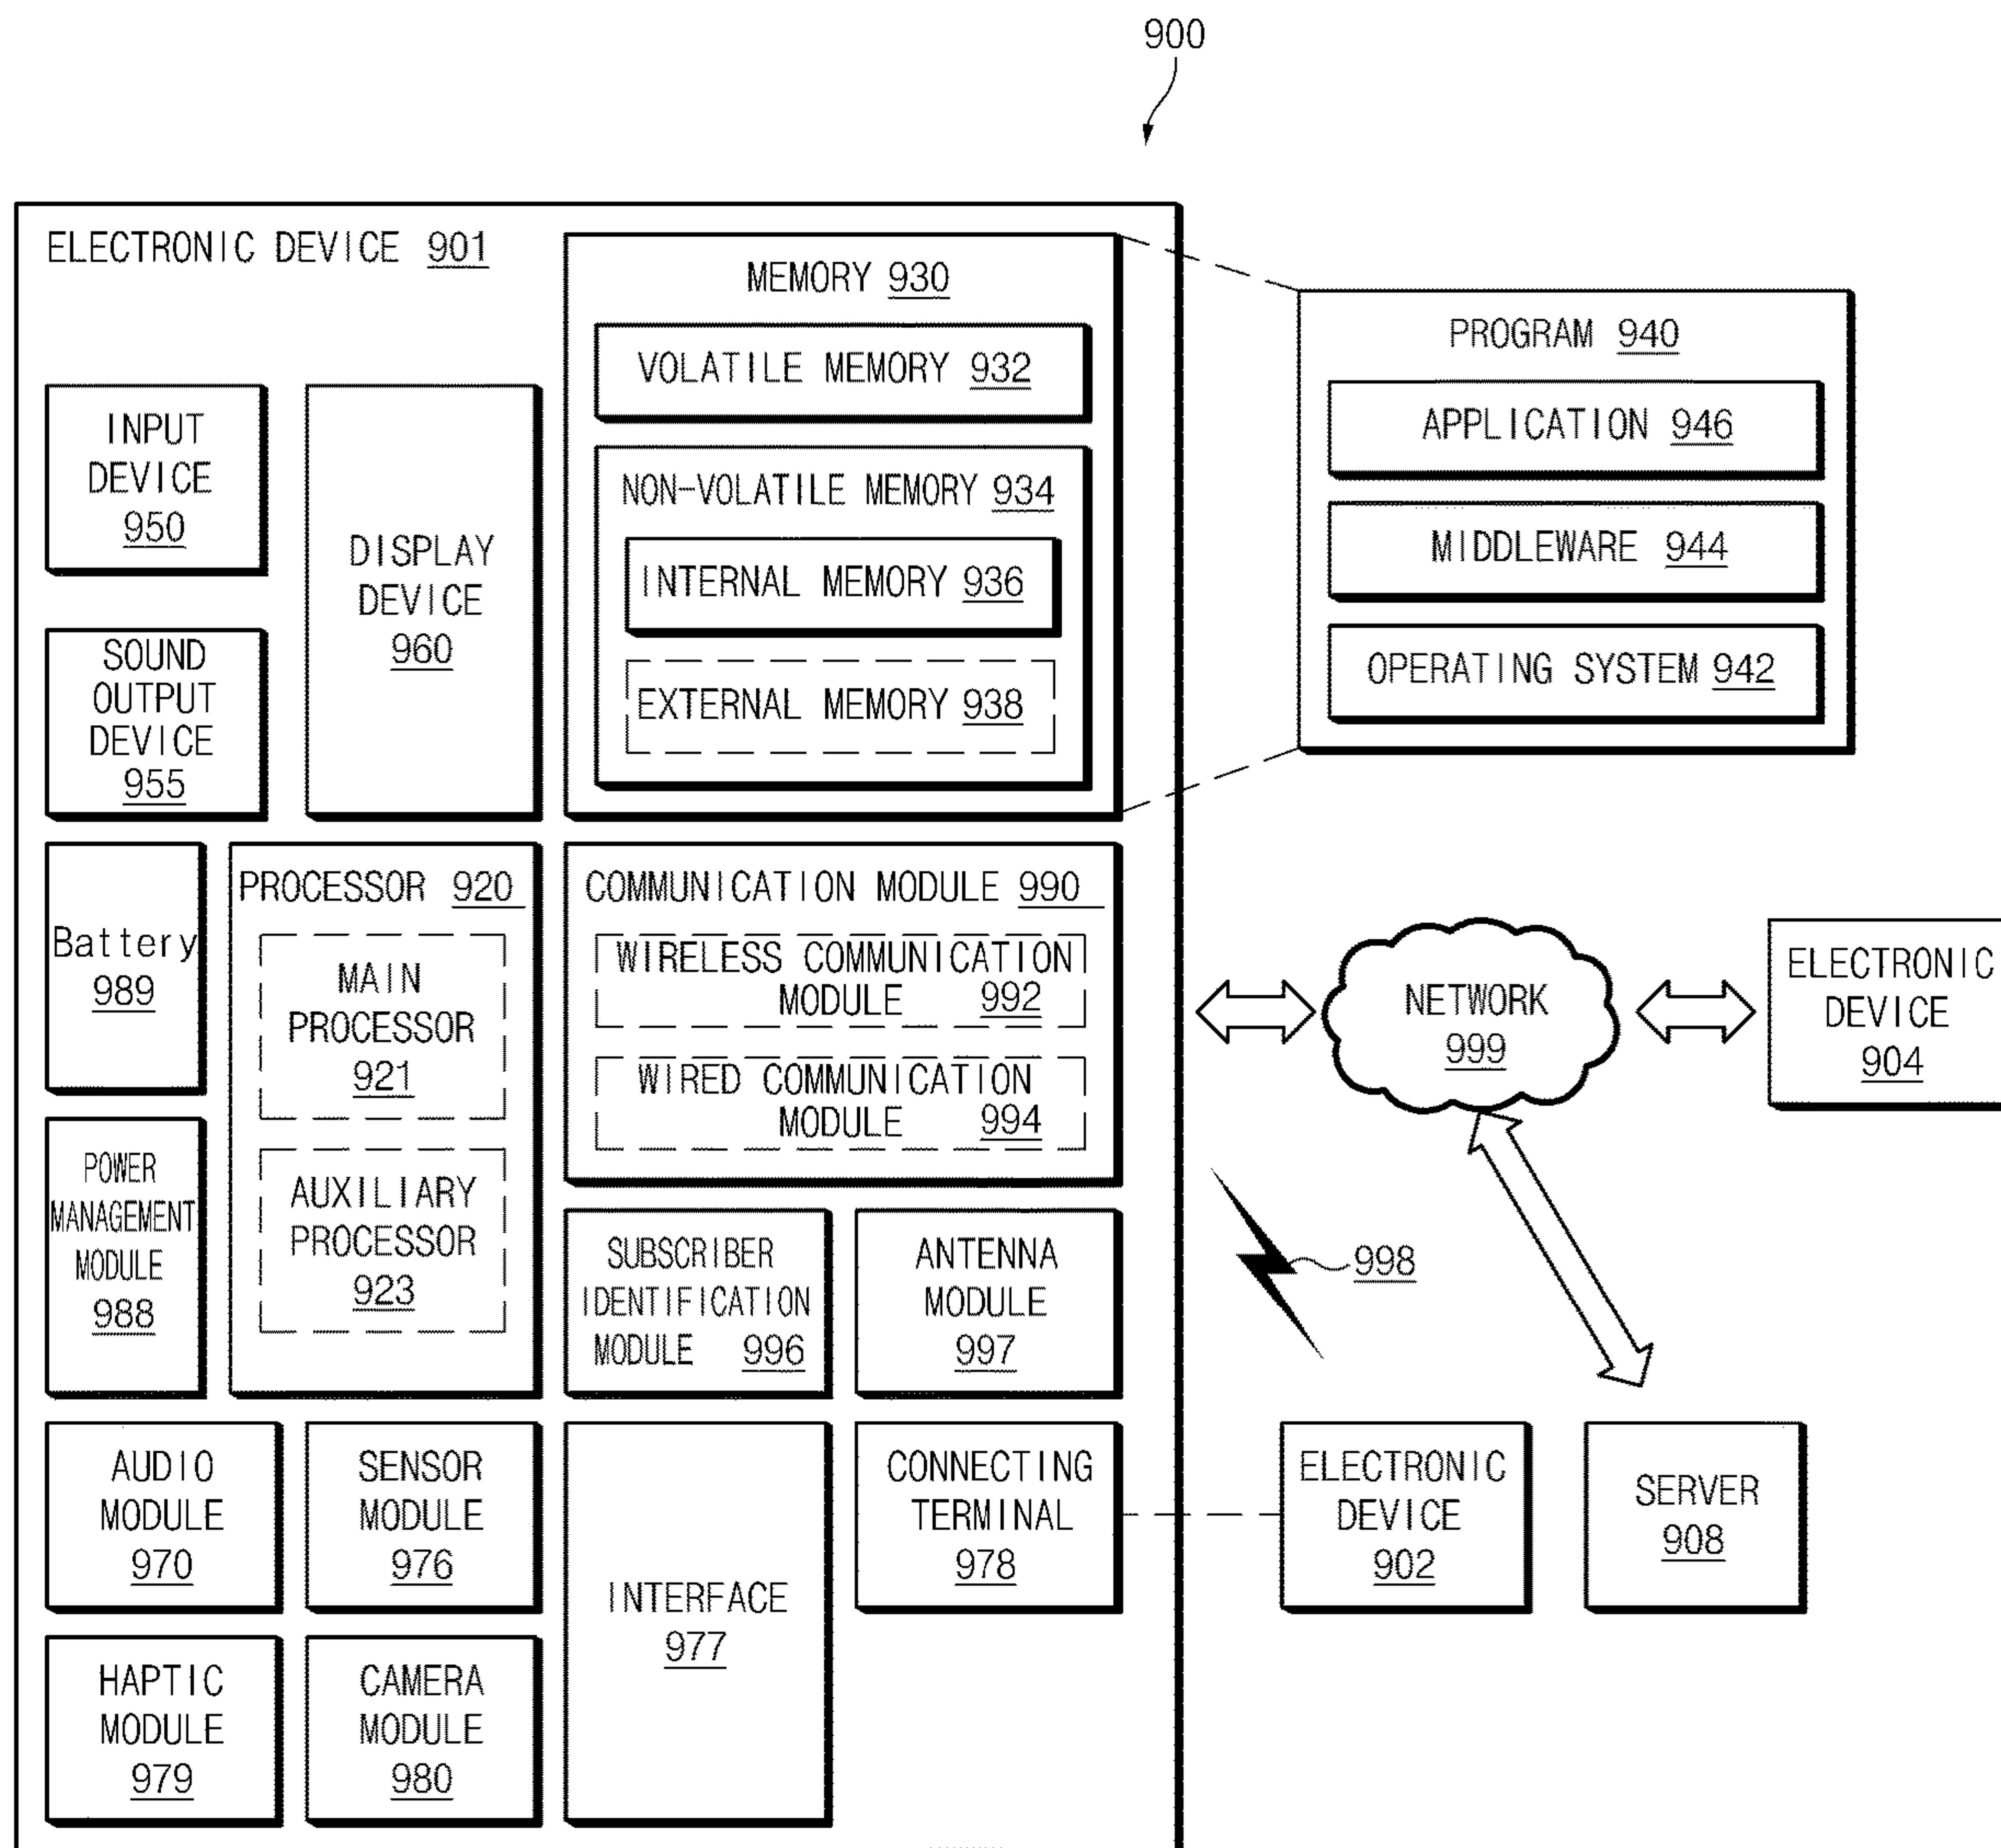 900
ELECTRONIC DEVICE 901
MEMORY 930
VOLATILE MEMORY 932
NON-VOLATILE MEMORY 934
INTERNAL MEMORY 936
EXTERNAL MEMORY 938
PROGRAM 940
APPLICATION 946
MIDDLEWARE 944
OPERATING SYSTEM 942
INPUT
DEVICE
950
SOUND
OUTPUT
DEVICE
955
DISPLAY
DEVICE
960
Battery
989
POWER
MANAGEMENT
MODULE
988
PROCESSOR 920
MAIN
PROCESSOR
921
AUXILIARY
PROCESSOR
923
COMMUNICATION MODULE 990
WIRELESS COMMUNICATION
MODULE 992
WIRED COMMUNICATION
MODULE 994
SUBSCRIBER
IDENTIFICATION
MODULE 996
ANTENNA
MODULE
997
NETWORK
999
ELECTRONIC
DEVICE
904
998
AUDIO
MODULE
970
SENSOR
MODULE
976
INTERFACE
977
CONNECTING
TERMINAL
978
ELECTRONIC
DEVICE
902
SERVER
908
HAPTIC
MODULE
979
CAMERA
MODULE
980